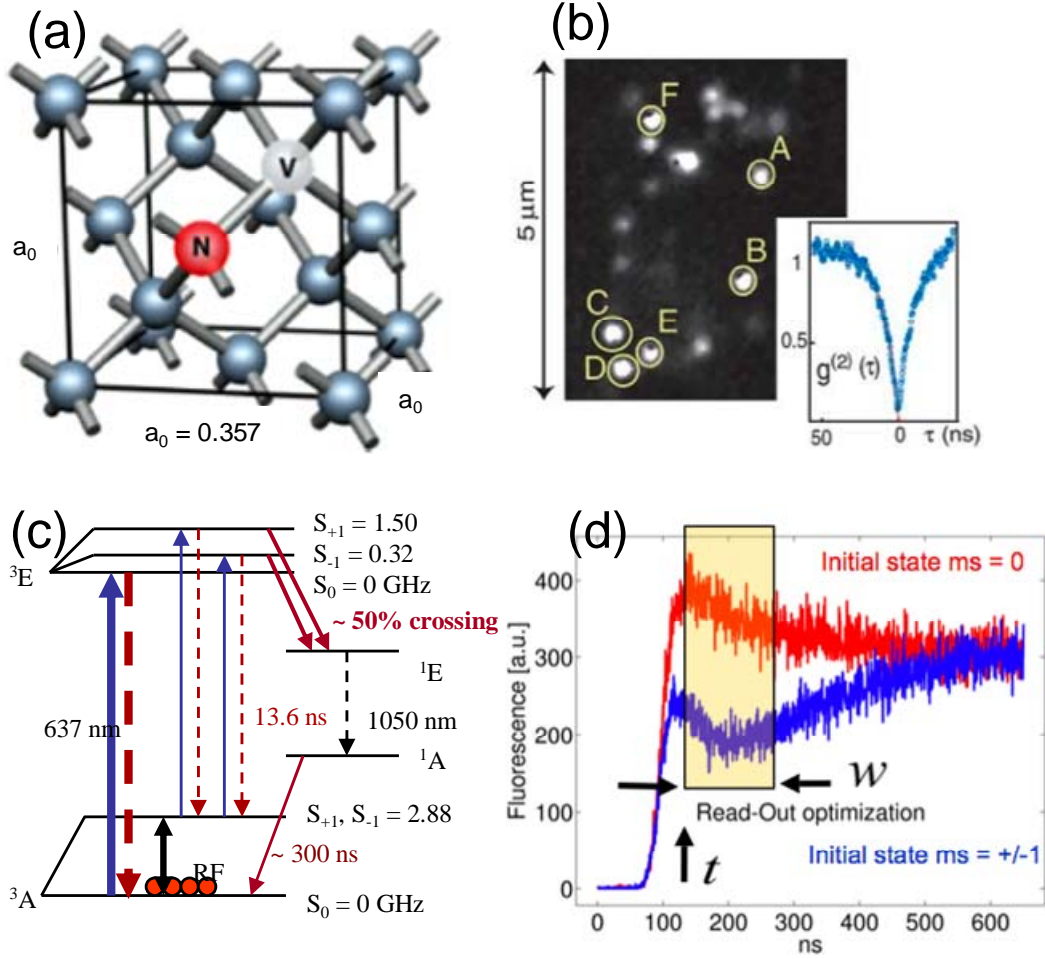 (a)
V
N
a₀
a₀
a₀ = 0.357
(b)
5 μm
F
A
B
C
E
D
1
0.5
g⁽²⁾ (τ)
50
0
τ (ns)
(c)
S₊₁ = 1.50
S₋₁ = 0.32
³E
S₀ = 0 GHz
~ 50% crossing
¹E
637 nm
13.6 ns
1050 nm
¹A
S₊₁, S₋₁ = 2.88
~ 300 ns
RF
³A
S₀ = 0 GHz
(d)
Initial state ms = 0
Fluorescence [a.u.]
400
300
200
100
0
w
Read-Out optimization
t
Initial state ms = +/-1
0
100
200
300
400
500
600
ns